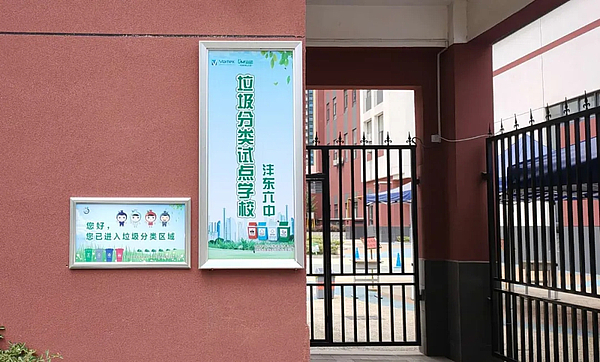 垃圾分类试点学校
沣东六中
您好，
您已进入垃圾分类区域